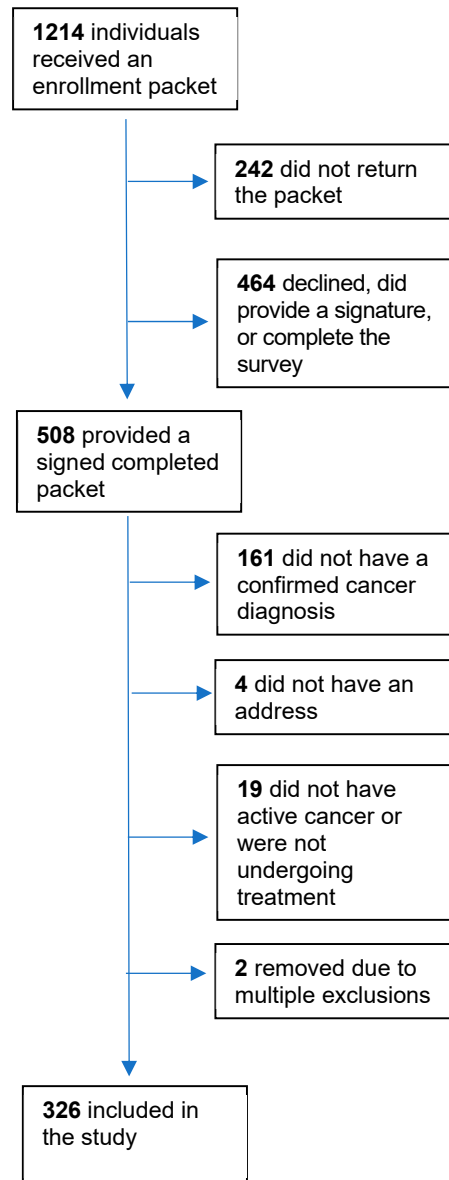 1214 individuals
received an
enrollment packet
242 did not return
the packet
464 declined, did
provide a signature,
or complete the
survey
508 provided a
signed completed
packet
161 did not have a
confirmed cancer
diagnosis
4 did not have an
address
19 did not have
active cancer or
were not
undergoing
treatment
2 removed due to
multiple exclusions
326 included in
the study